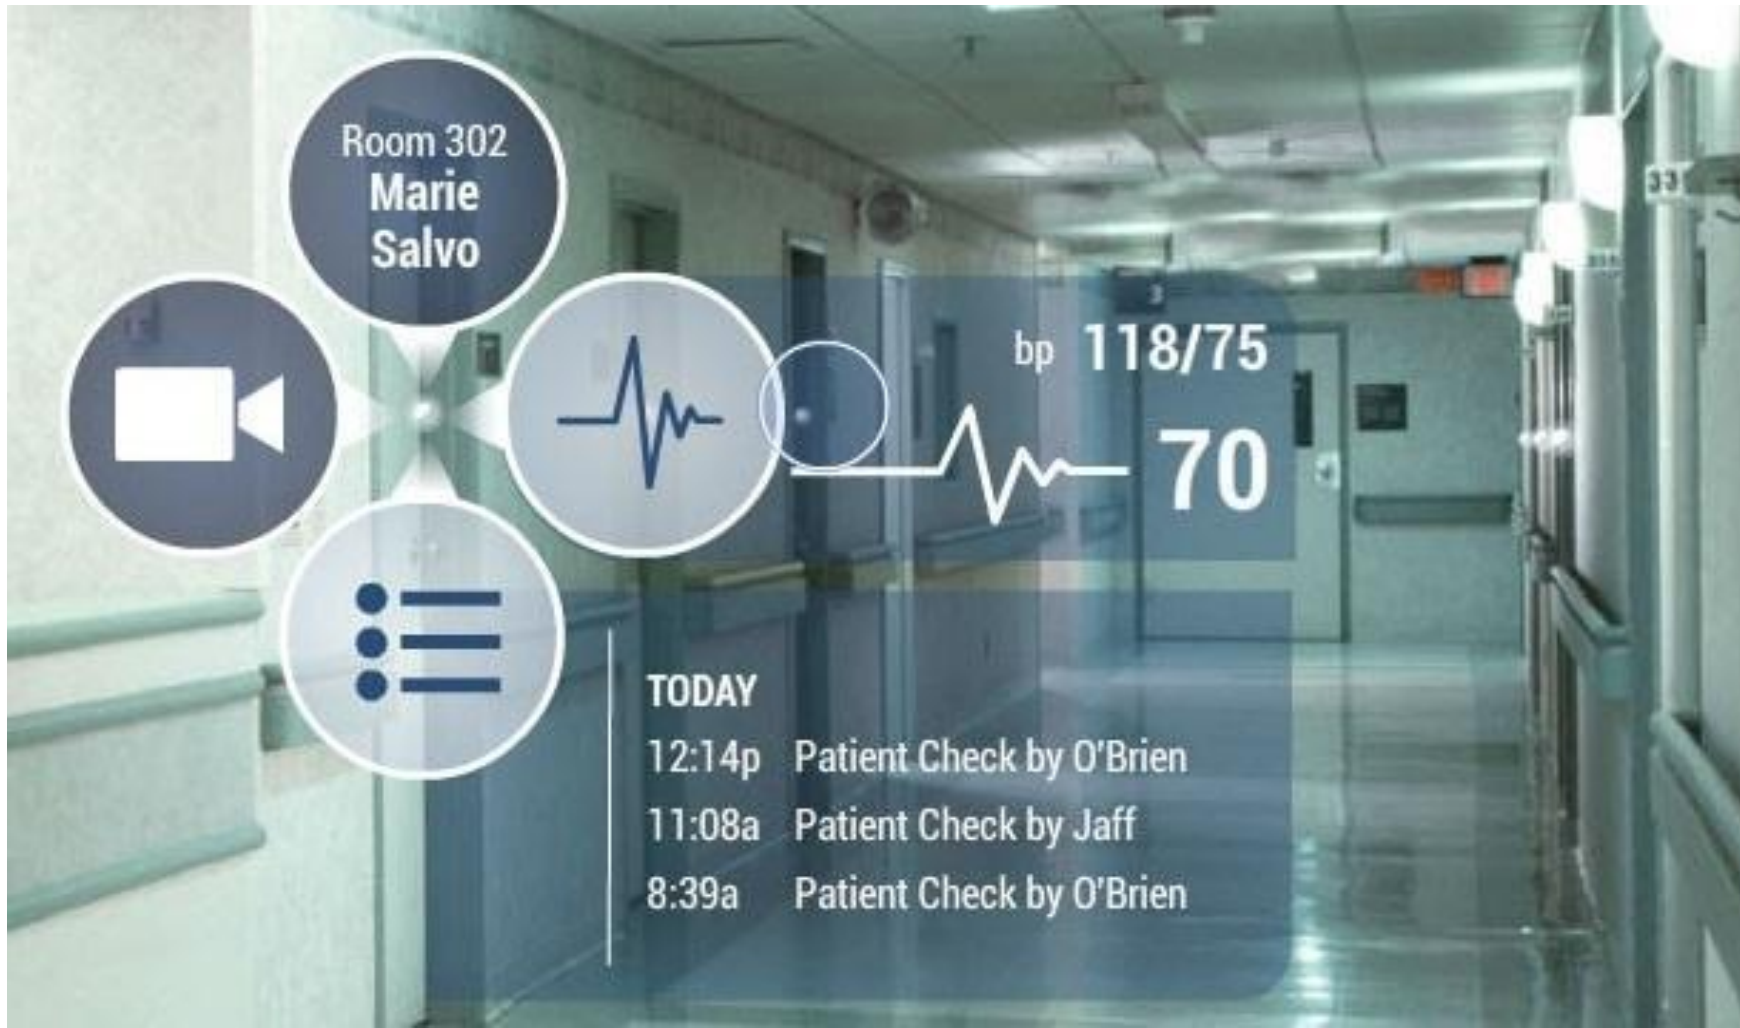 Room 302
Marie
Salvo
bp 118/75
70
3
TODAY
12:14p Patient Check by O'Brien
11:08a Patient Check by Jaff
8:39a Patient Check by O'Brien